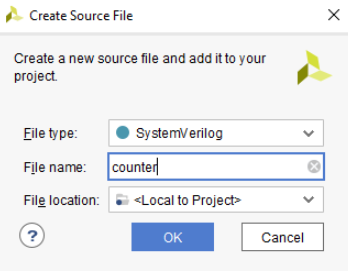 Create Source File
Create a new source file and add it to your
project.
File type: SystemVerilog
File name: counter
File location: <Local to Project>
? OK Cancel